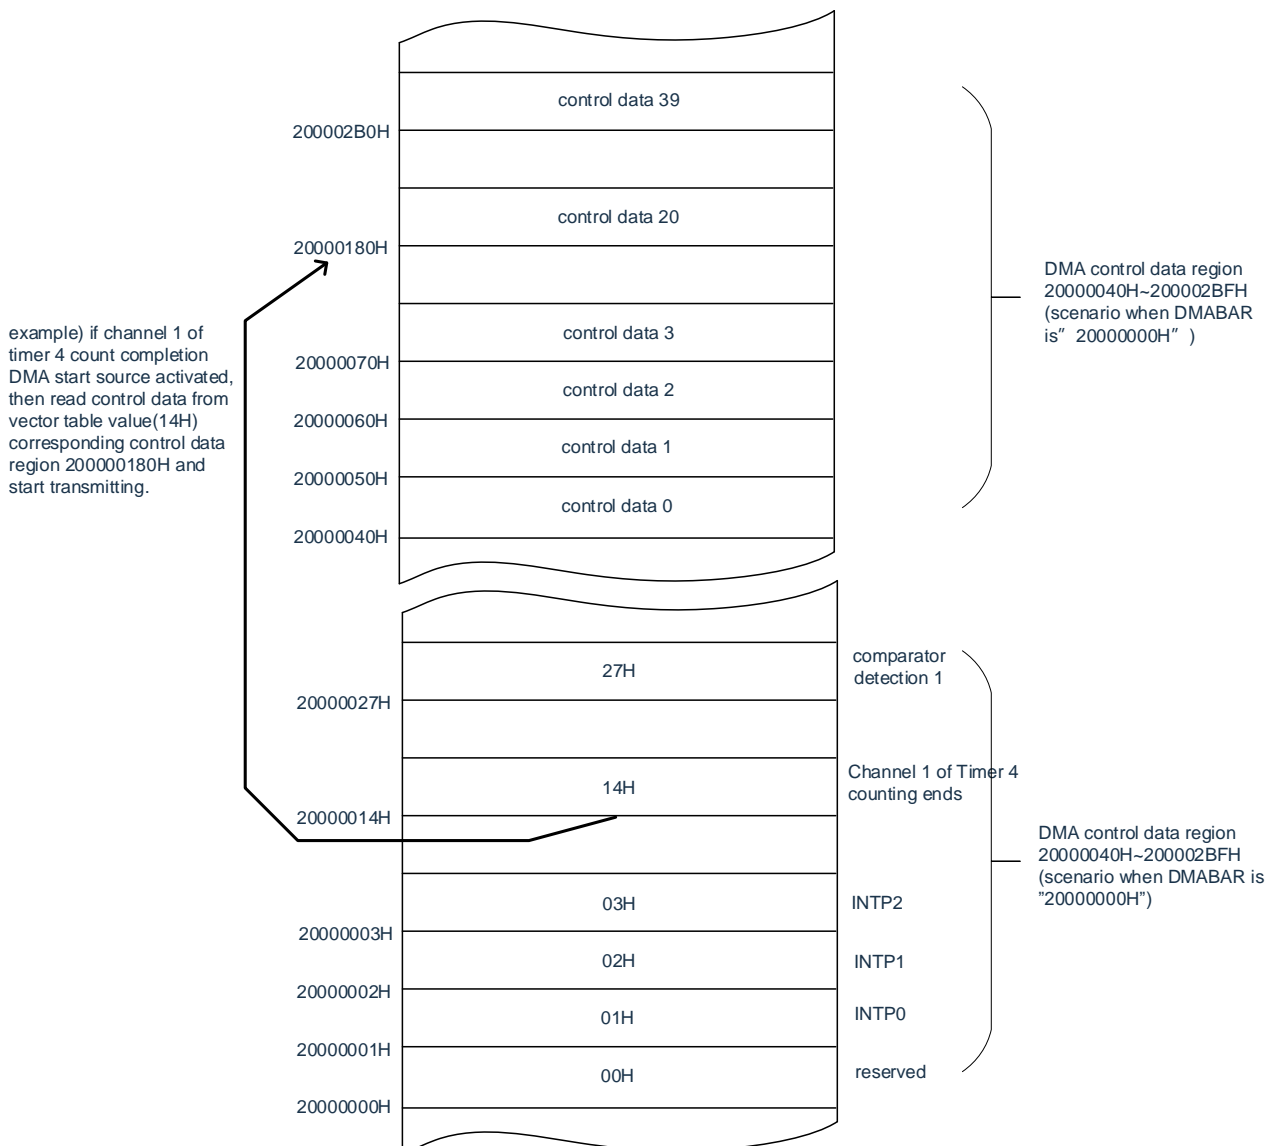 control data 39
200002B0H
control data 20
20000180H
control data 3
20000070H
control data 2
20000060H
control data 1
20000050H
control data 0
20000040H
DMA control data region
20000040H~200002BFH
(scenario when DMABAR
is” 20000000H” )
example) if channel 1 of
timer 4 count completion
DMA start source activated,
then read control data from
vector table value(14H)
corresponding control data
region 200000180H and
start transmitting.
27H
comparator
detection 1
20000027H
14H
Channel 1 of Timer 4
counting ends
20000014H
03H
INTP2
20000003H
02H
INTP1
20000002H
01H
INTP0
20000001H
00H
reserved
20000000H
DMA control data region
20000040H~200002BFH
(scenario when DMABAR is
”20000000H”)